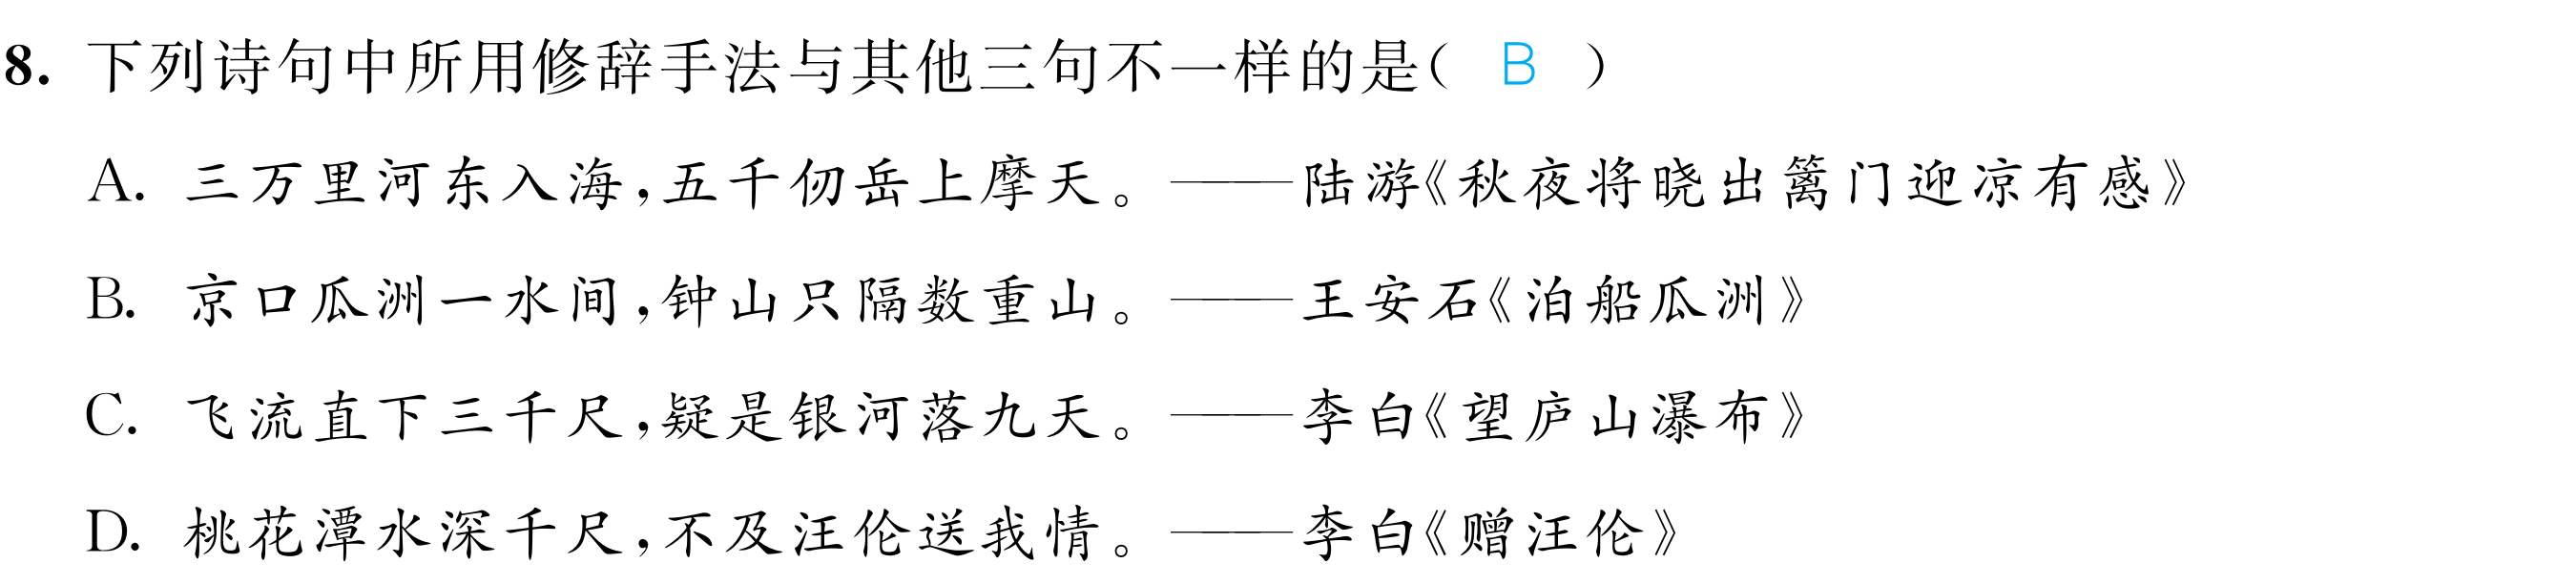 8. 下列诗句中所用修辞手法与其他三句不一样的是( B )
A. 三万里河东入海,五千仞岳上摩天。——陆游《秋夜将晓出篱门迎凉有感》
B. 京口瓜洲一水间,钟山只隔数重山。——王安石《泊船瓜洲》
C. 飞流直下三千尺,疑是银河落九天。——李白《望庐山瀑布》
D. 桃花潭水深千尺,不及汪伦送我情。——李白《赠汪伦》